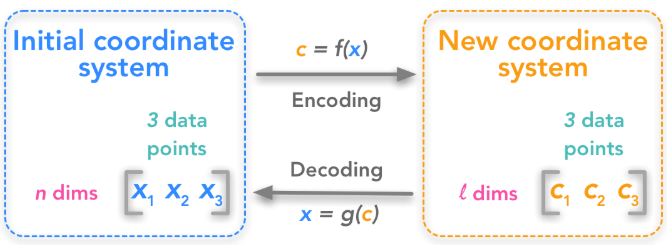 Initial coordinate
system
3 data
points
n dims
[x₁ x₂ x₃]
c = f(x)
Encoding
Decoding
x = g(c)
New coordinate
system
3 data
points
ℓ dims
[c₁ c₂ c₃]